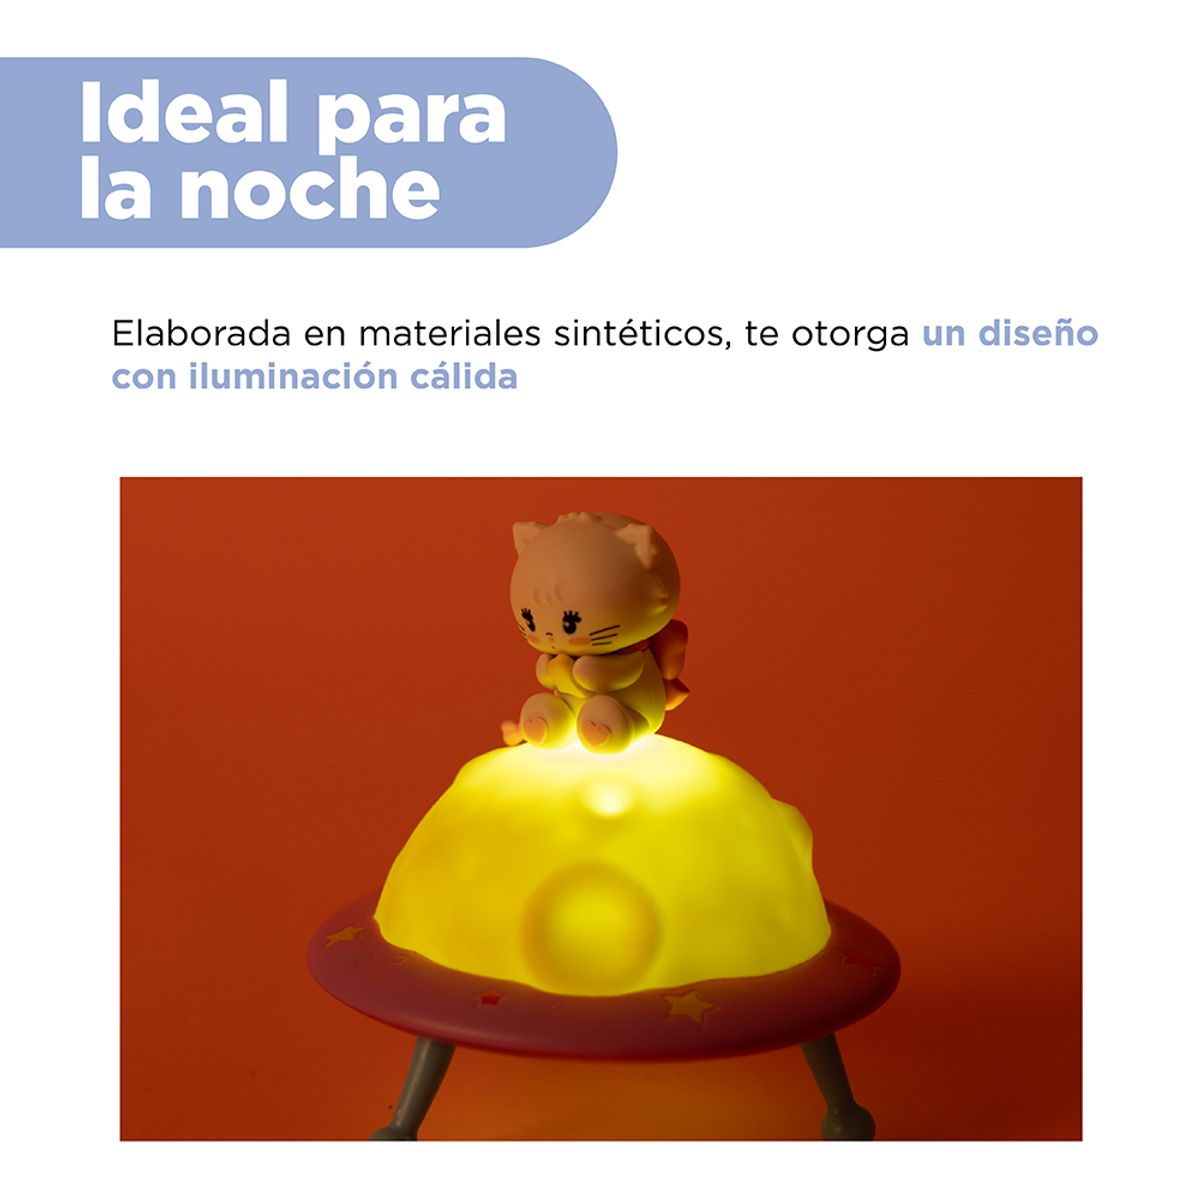 Ideal para
la noche
Elaborada en materiales sintéticos, te otorga un diseño
con iluminación cálida